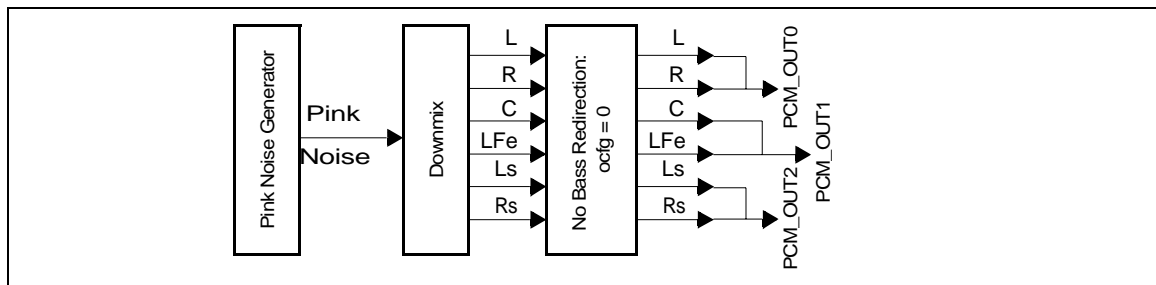 Pink Noise Generator
Pink
Noise
Downmix
L
R
C
LFe
Ls
Rs
No Bass Redirection:
ocfg = 0
L
R
C
LFe
Ls
Rs
PCM_OUT0
PCM_OUT1
PCM_OUT2